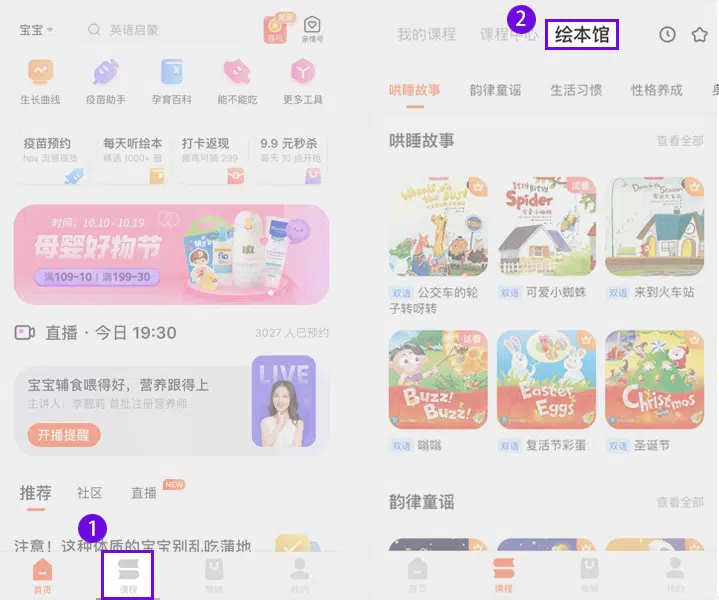 宝宝
英语启蒙
亲情号
生长曲线
疫苗助手
孕育百科
能不能吃
更多工具
疫苗预约
每天听绘本
打卡返现
9.9 元秒杀
精选 1000+ 册
最高可领 299
每天 10 点开抢
时间：10.10 - 10.19
母婴好物节
满109-10
满199-30
直播 · 今日 19:30
3027 人已预约
宝宝辅食喂得好，营养跟得上
主讲人：李靓莉 首批注册营养师
开播提醒
LIVE
推荐
社区
直播
NEW
1
注意！这种体质的宝宝别乱吃蒲地
首页
课程
商城
我的
2
我的课程
课程中心
绘本馆
哄睡故事
韵律童谣
生活习惯
性格养成
哄睡故事
查看全部
Wheels on the Bus
试看
Itsy Bitsy
Spider
可爱小蜘蛛
Down by the Station
来到火车站
双语 公交车的轮
子转呀转
双语 可爱小蜘蛛
双语 来到火车站
试看
Buzz!
Buzz!
Easter
Eggs
Christmas
双语 嗡嗡
双语 复活节彩蛋
双语 圣诞节
韵律童谣
查看全部
首页
课程
商城
我的